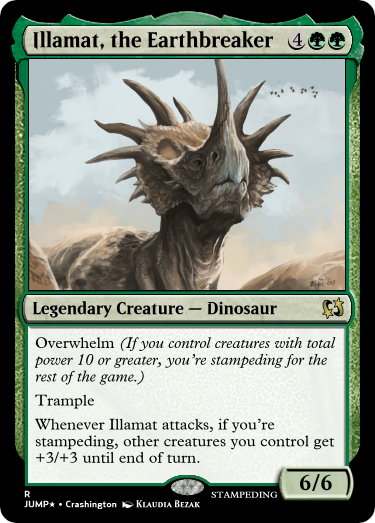 Illamat, the Earthbreaker 4
Legendary Creature — Dinosaur
Overwhelm (If you control creatures with total
power 10 or greater, you're stampeding for the
rest of the game.)
Trample
Whenever Illamat attacks, if you're
stampeding, other creatures you control get
+3/+3 until end of turn.
6/6
R
STAMPEDING
JUMP★ • Crashington Klaudia Bezak